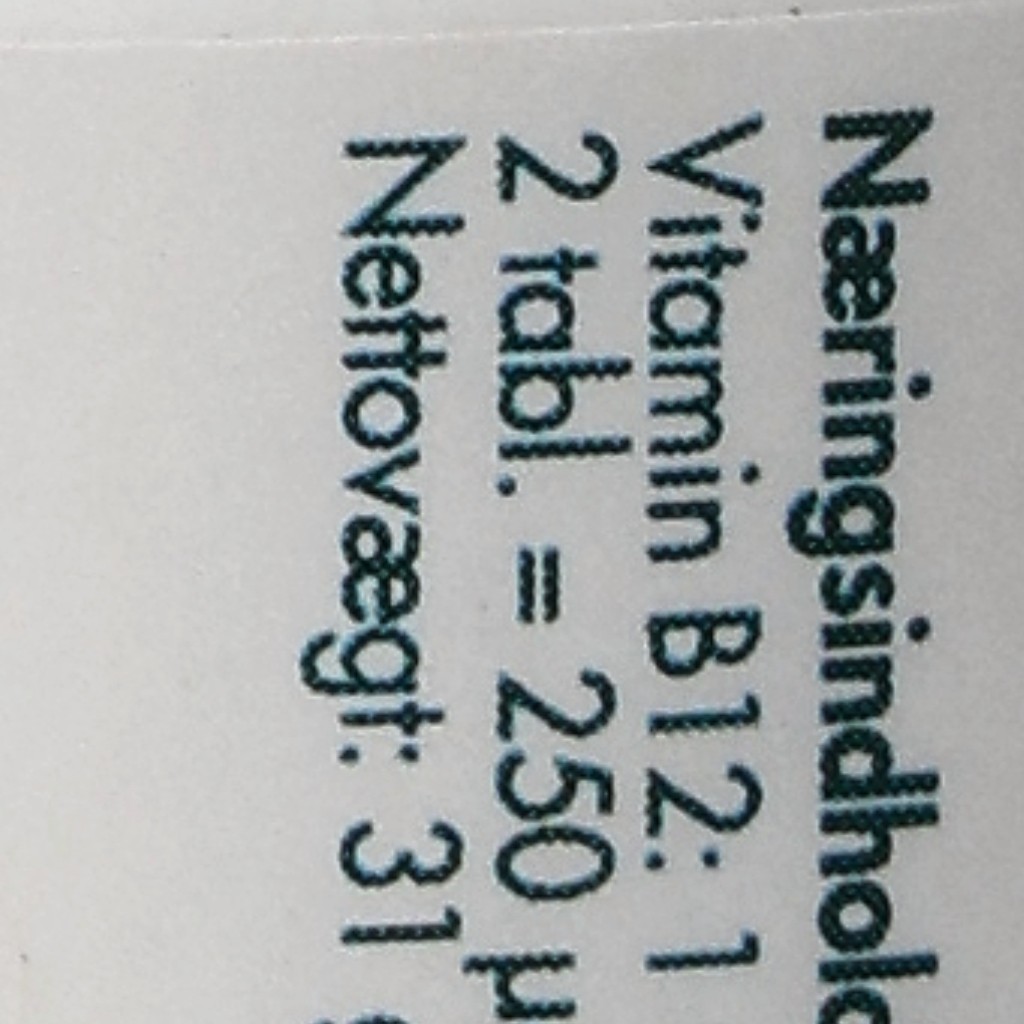 Næringsindhold
Vitamin B12: 1
2 tabl. = 250 µ
Nettovægt: 31